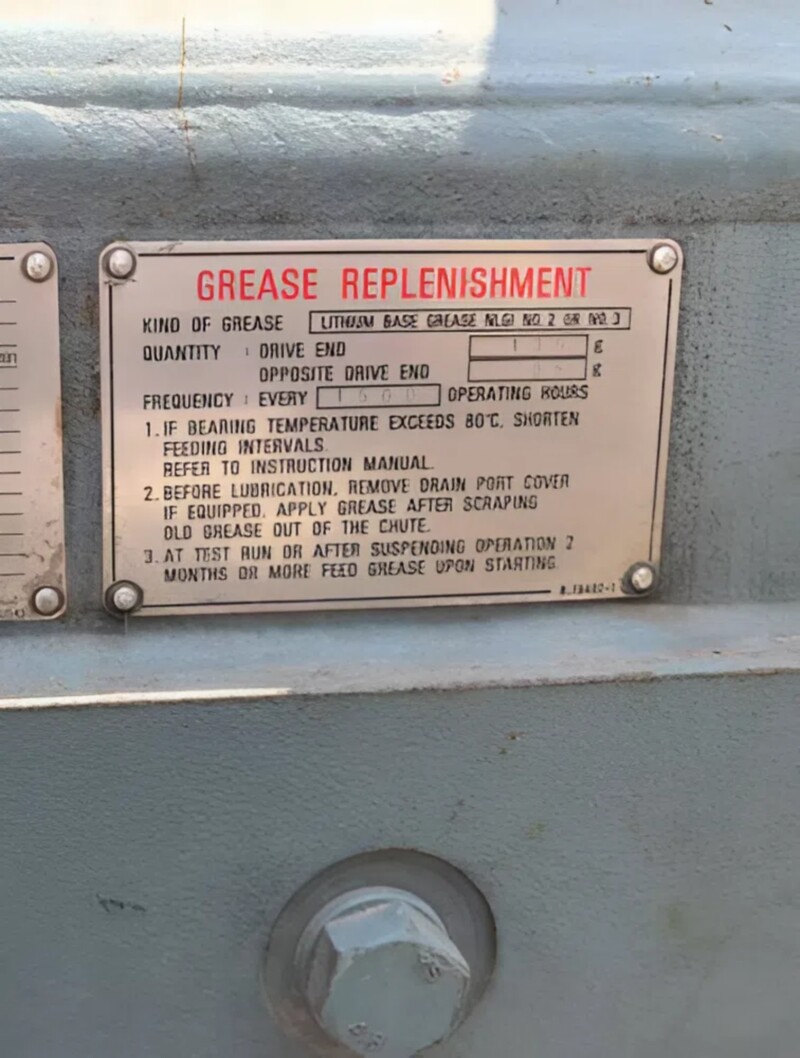 GREASE REPLENISHMENT
KIND OF GREASE LITHIUM BASE GREASE NLGI NO. 2 OR NO. 3
QUANTITY : DRIVE END g
OPPOSITE DRIVE END g
FREQUENCY : EVERY OPERATING HOURS
1. IF BEARING TEMPERATURE EXCEEDS 80℃, SHORTEN
FEEDING INTERVALS.
REFER TO INSTRUCTION MANUAL.
2. BEFORE LUBRICATION, REMOVE DRAIN PORT COVER
IF EQUIPPED. APPLY GREASE AFTER SCRAPING
OLD GREASE OUT OF THE CHUTE.
3. AT TEST RUN OR AFTER SUSPENDING OPERATION 2
MONTHS OR MORE FEED GREASE UPON STARTING.